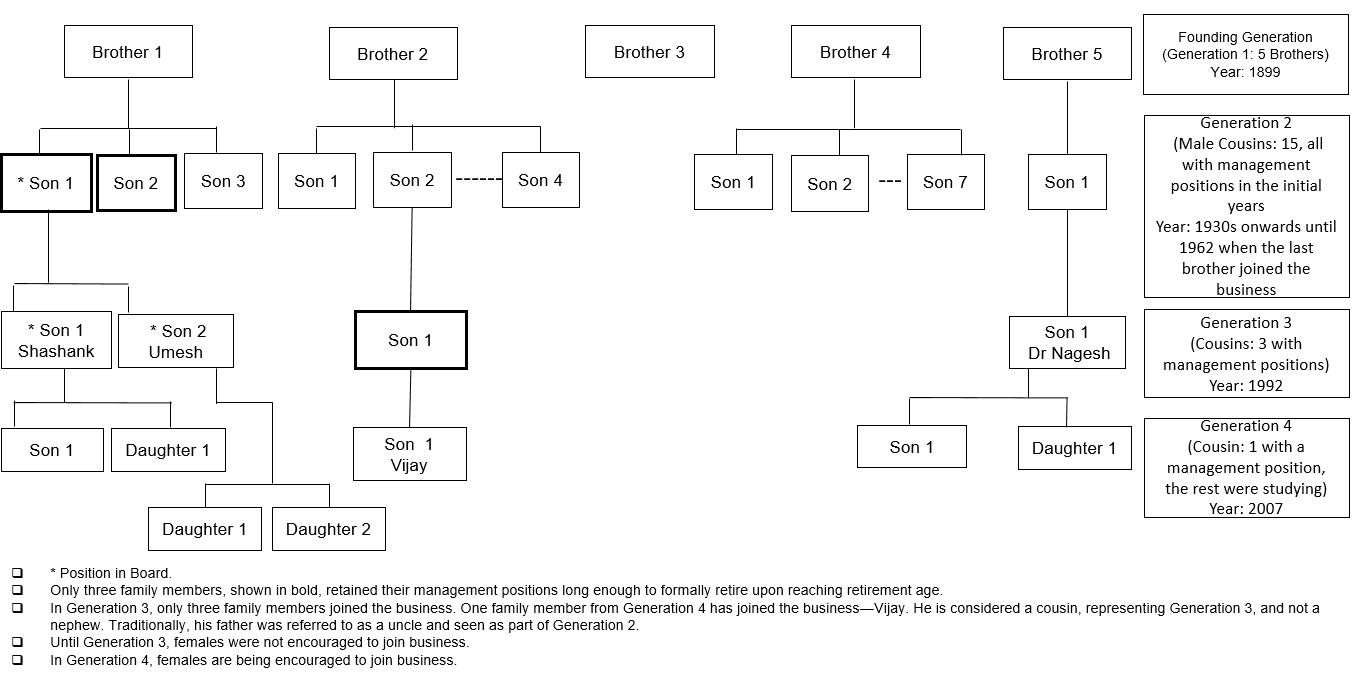 Brother 1
Brother 2
Brother 3
Brother 4
Brother 5
Founding Generation
(Generation 1: 5 Brothers)
Year: 1899
* Son 1
Son 2
Son 3
Son 1
Son 2
Son 4
Son 1
Son 2
Son 7
Son 1
Generation 2
(Male Cousins: 15, all
with management
positions in the initial
years
Year: 1930s onwards until
1962 when the last
brother joined the
business
* Son 1
Shashank
* Son 2
Umesh
Son 1
Son 1
Dr Nagesh
Generation 3
(Cousins: 3 with
management positions)
Year: 1992
Son 1
Daughter 1
Son 1
Vijay
Son 1
Daughter 1
Generation 4
(Cousin: 1 with a
management position,
the rest were studying)
Year: 2007
Daughter 1
Daughter 2
❑ * Position in Board.
❑ Only three family members, shown in bold, retained their management positions long enough to formally retire upon reaching retirement age.
❑ In Generation 3, only three family members joined the business. One family member from Generation 4 has joined the business—Vijay. He is considered a cousin, representing Generation 3, and not a
nephew. Traditionally, his father was referred to as a uncle and seen as part of Generation 2.
❑ Until Generation 3, females were not encouraged to join business.
❑ In Generation 4, females are being encouraged to join business.